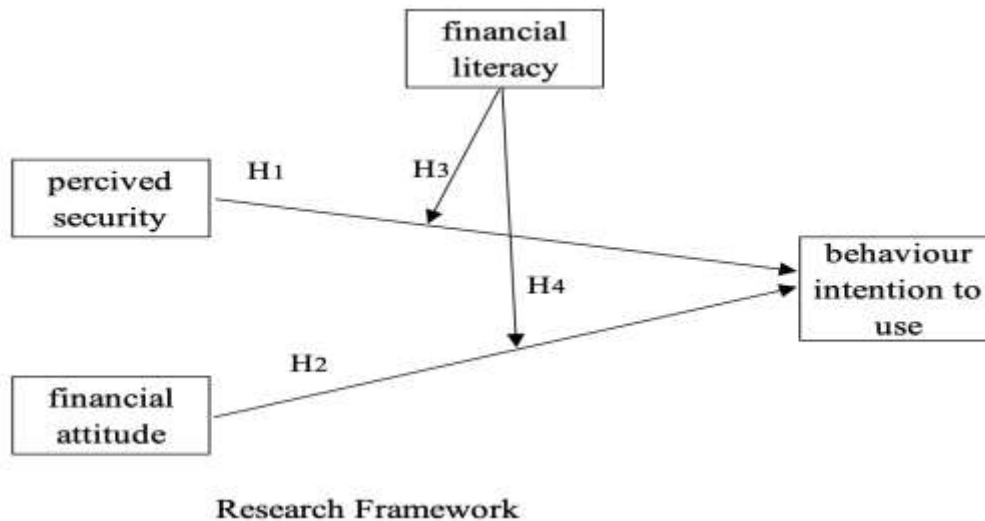 financial
literacy
H1
H3
percived
security
behaviour
intention to
use
H4
H2
financial
attitude
Research Framework